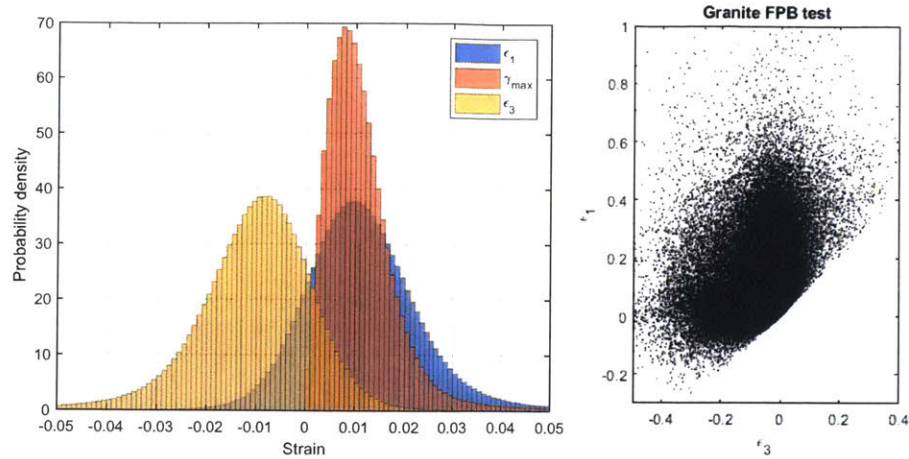 70
60
50
40
30
20
10
0
Probability density
-0.05 -0.04 -0.03 -0.02 -0.01 0 0.01 0.02 0.03 0.04 0.05
Strain
ϵ1
γmax
ϵ3
Granite FPB test
1
0.8
0.6
0.4
0.2
0
-0.2
ϵ1
-0.4 -0.2 0 0.2 0.4
ϵ3